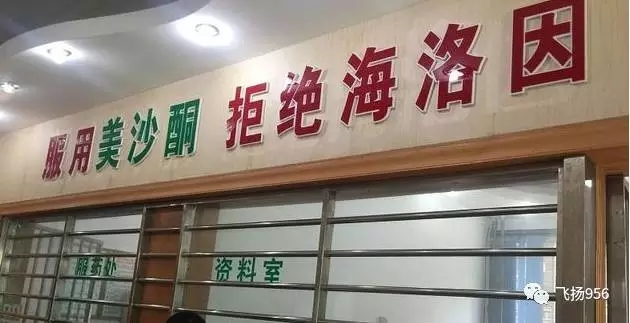 服用美沙酮 拒绝海洛因
服药处
资料室
飞扬956